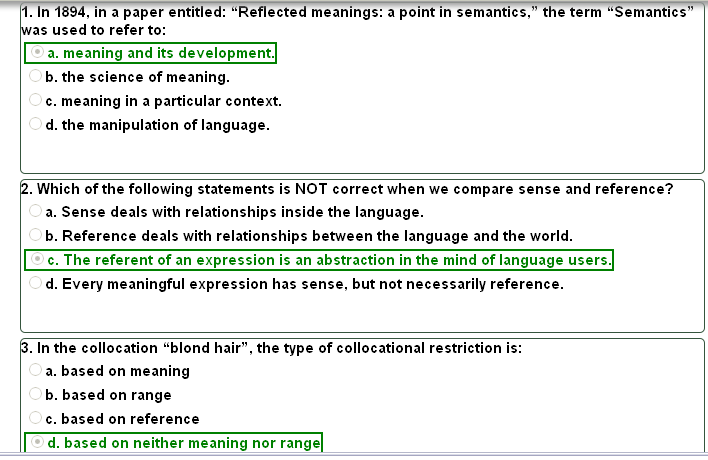 1. In 1894, in a paper entitled: “Reflected meanings: a point in semantics,” the term “Semantics”
was used to refer to:
a. meaning and its development.
b. the science of meaning.
c. meaning in a particular context.
d. the manipulation of language.
2. Which of the following statements is NOT correct when we compare sense and reference?
a. Sense deals with relationships inside the language.
b. Reference deals with relationships between the language and the world.
c. The referent of an expression is an abstraction in the mind of language users.
d. Every meaningful expression has sense, but not necessarily reference.
3. In the collocation “blond hair”, the type of collocational restriction is:
a. based on meaning
b. based on range
c. based on reference
d. based on neither meaning nor range